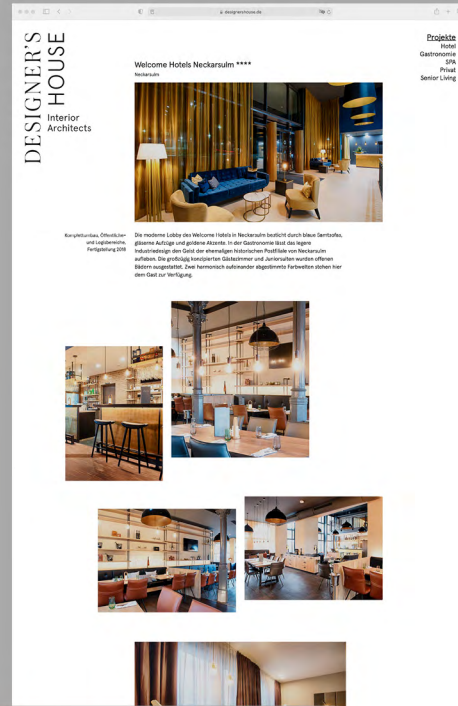 designershouse.de
DESIGNER'S
HOUSE
Interior
Architects
Projekte
Hotel
Gastronomie
SPA
Privat
Senior Living
Welcome Hotels Neckarsulm ****
Neckarsulm
Komplettumbau, Öffentliche-
und Logisbereiche,
Fertigstellung 2018
Die moderne Lobby des Welcome Hotels in Neckarsulm besticht durch blaue Samtsofas,
gläserne Aufzüge und goldene Akzente. In der Gastronomie lässt das legere
Industriedesign den Geist der ehemaligen historischen Postfiliale von Neckarsulm
aufleben. Die großzügig konzipierten Gästezimmer und Juniorsuiten wurden offenen
Bädern ausgestattet. Zwei harmonisch aufeinander abgestimmte Farbwelten stehen hier
dem Gast zur Verfügung.